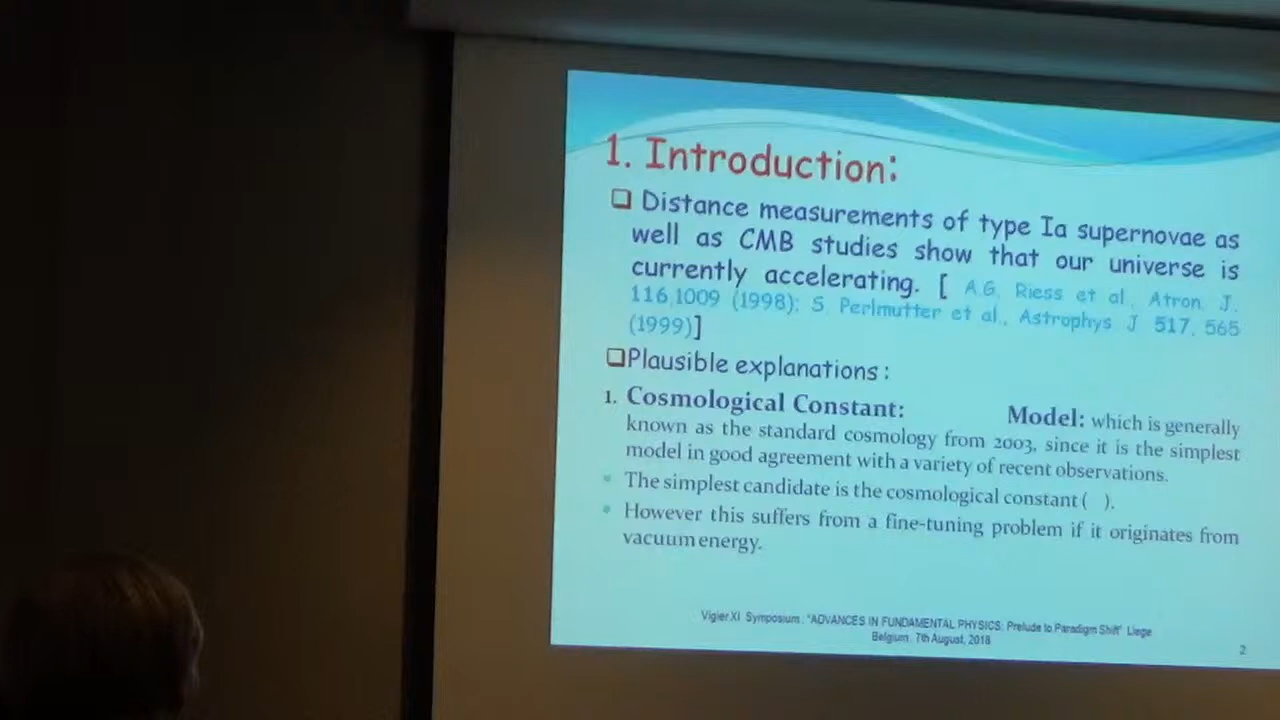 1. Introduction:
Distance measurements of type Ia supernovae as
well as CMB studies show that our universe is
currently accelerating. [ A.G. Riess et al., Atron. J.
116,1009 (1998); S. Perlmutter et al., Astrophys J 517, 565
(1999)]
Plausible explanations :
1. Cosmological Constant: Model: which is generally
known as the standard cosmology from 2003, since it is the simplest
model in good agreement with a variety of recent observations.
The simplest candidate is the cosmological constant ( ).
However this suffers from a fine-tuning problem if it originates from
vacuum energy.
Vigier XI Symposium : "ADVANCES IN FUNDAMENTAL PHYSICS: Prelude to Paradigm Shift" Liege
Belgium, 7th August, 2018
2